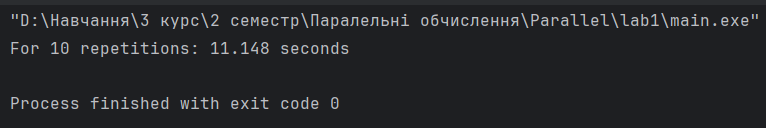 "D:\Навчання\3 курс\2 семестр\Паралельні обчислення\Parallel\lab1\main.exe"
For 10 repetitions: 11.148 seconds
Process finished with exit code 0